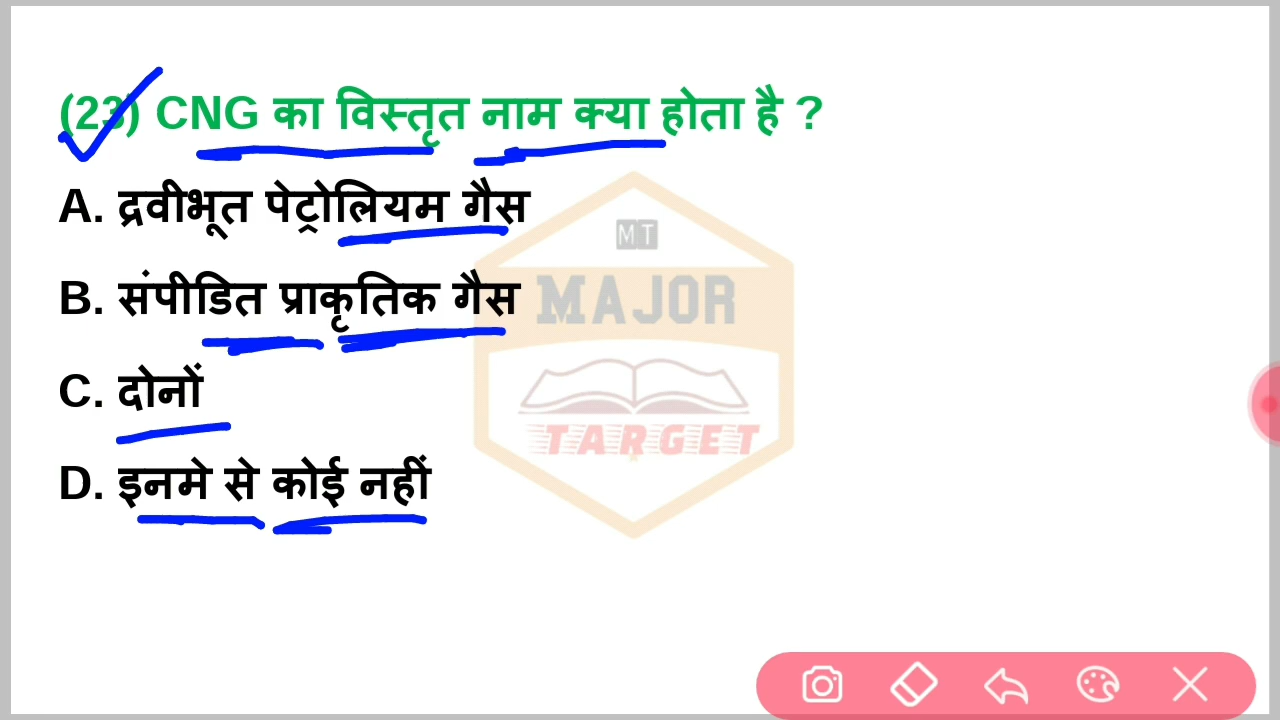 (23) CNG का विस्तृत नाम क्या होता है ?
A. द्रवीभूत पेट्रोलियम गैस
MT
B. संपीडित प्राकृतिक गैस
MAJOR
C. दोनों
TARGET
D. इनमे से कोई नहीं